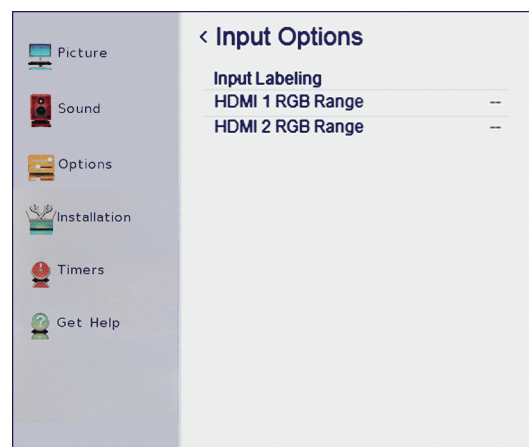 Picture
Sound
Options
Installation
Timers
Get Help
< Input Options
Input Labeling
HDMI 1 RGB Range --
HDMI 2 RGB Range --